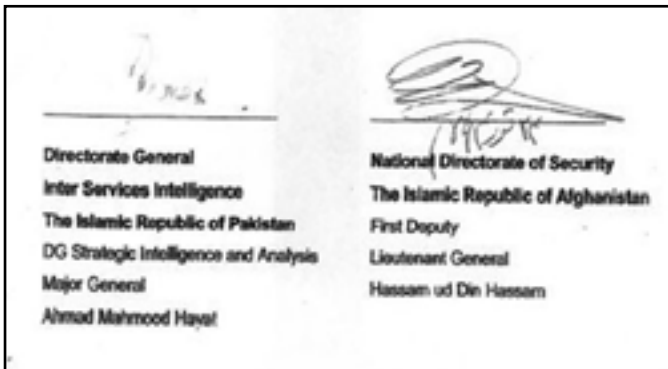 Directorate General
Inter Services Intelligence
The Islamic Republic of Pakistan
DG Strategic Intelligence and Analysis
Major General
Ahmad Mahmood Hayat
National Directorate of Security
The Islamic Republic of Afghanistan
First Deputy
Lieutenant General
Hassam ud Din Hassam